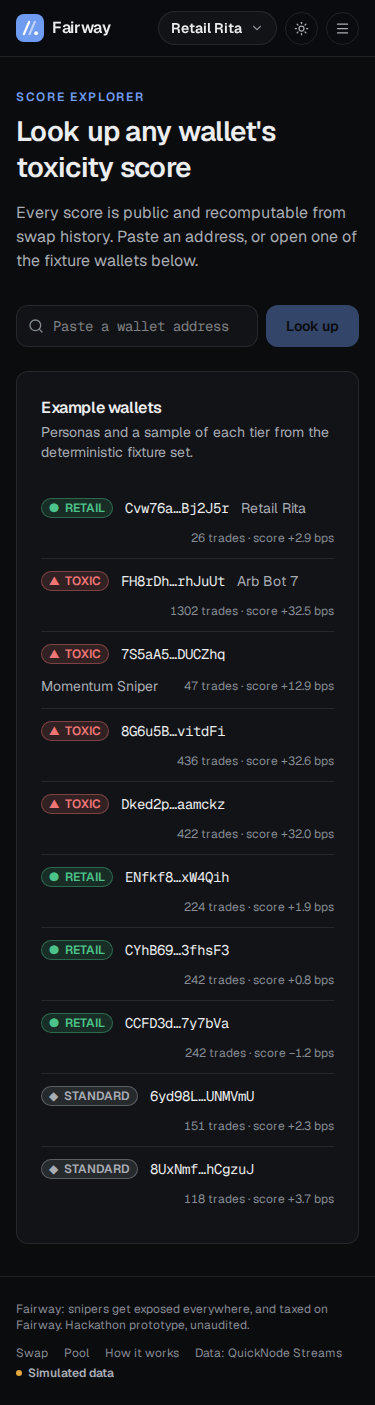 Fairway
Retail Rita
SCORE EXPLORER
Look up any wallet's
toxicity score
Every score is public and recomputable from
swap history. Paste an address, or open one of
the fixture wallets below.
Paste a wallet address
Look up
Example wallets
Personas and a sample of each tier from the
deterministic fixture set.
RETAIL Cvw76a…Bj2J5r Retail Rita
26 trades · score +2.9 bps
TOXIC FH8rDh…rhJuUt Arb Bot 7
1302 trades · score +32.5 bps
TOXIC 7S5aA5…DUCZhq
Momentum Sniper 47 trades · score +12.9 bps
TOXIC 8G6u5B…vitdFi
436 trades · score +32.6 bps
TOXIC Dked2p…aamckz
422 trades · score +32.0 bps
RETAIL ENfkf8…xW4Qih
224 trades · score +1.9 bps
RETAIL CYhB69…3fhsF3
242 trades · score +0.8 bps
RETAIL CCFD3d…7y7bVa
242 trades · score −1.2 bps
STANDARD 6yd98L…UNMVmU
151 trades · score +2.3 bps
STANDARD 8UxNmf…hCgzuJ
118 trades · score +3.7 bps
Fairway: snipers get exposed everywhere, and taxed on
Fairway. Hackathon prototype, unaudited.
Swap Pool How it works Data: QuickNode Streams
Simulated data